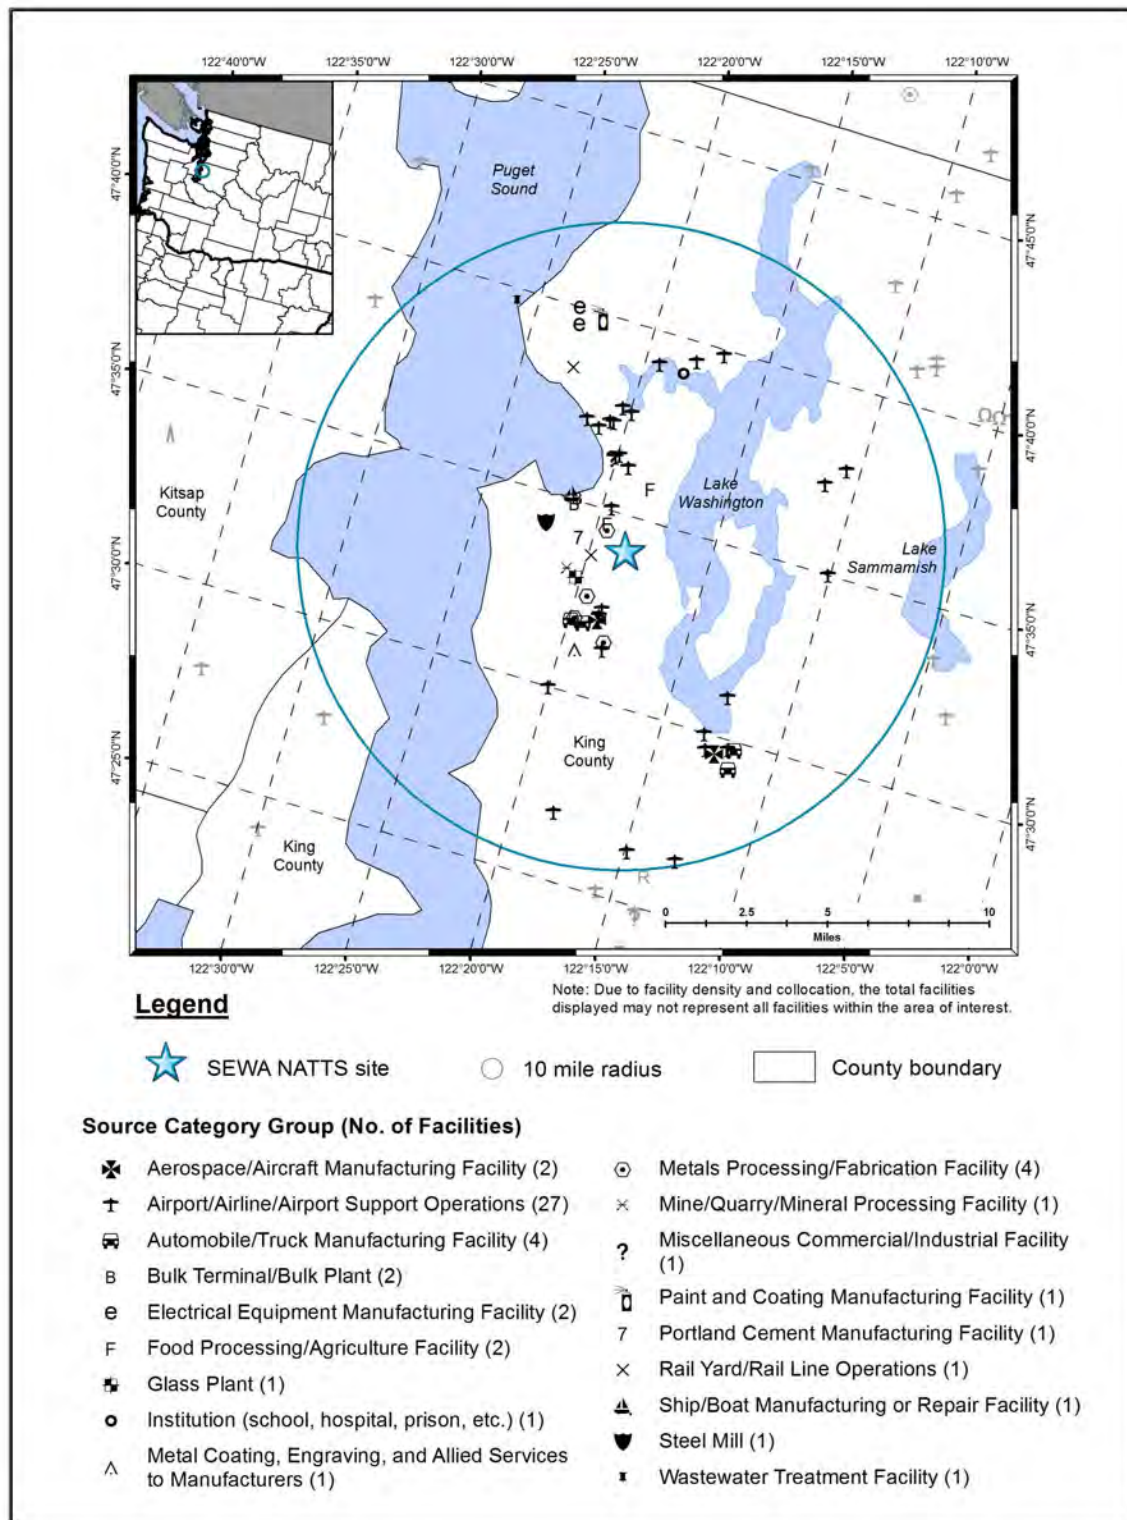 122°40'0"W 122°35'0"W 122°30'0"W 122°25'0"W 122°20'0"W 122°15'0"W 122°10'0"W
47°40'0"N
47°35'0"N
47°30'0"N
47°25'0"N
47°45'0"N
47°40'0"N
47°35'0"N
47°30'0"N
Puget
Sound
Lake
Washington
Lake
Sammamish
Kitsap
County
King
County
King
County
e
e
F
B
F
7
R
?
0 2.5 5 10
Miles
122°30'0"W 122°25'0"W 122°20'0"W 122°15'0"W 122°10'0"W 122°5'0"W 122°0'0"W
Note: Due to facility density and collocation, the total facilities
displayed may not represent all facilities within the area of interest.
Legend
SEWA NATTS site
10 mile radius
County boundary
Source Category Group (No. of Facilities)
Aerospace/Aircraft Manufacturing Facility (2)
Airport/Airline/Airport Support Operations (27)
Automobile/Truck Manufacturing Facility (4)
B Bulk Terminal/Bulk Plant (2)
e Electrical Equipment Manufacturing Facility (2)
F Food Processing/Agriculture Facility (2)
Glass Plant (1)
Institution (school, hospital, prison, etc.) (1)
Metal Coating, Engraving, and Allied Services
to Manufacturers (1)
Metals Processing/Fabrication Facility (4)
Mine/Quarry/Mineral Processing Facility (1)
? Miscellaneous Commercial/Industrial Facility
(1)
Paint and Coating Manufacturing Facility (1)
7 Portland Cement Manufacturing Facility (1)
Rail Yard/Rail Line Operations (1)
Ship/Boat Manufacturing or Repair Facility (1)
Steel Mill (1)
Wastewater Treatment Facility (1)